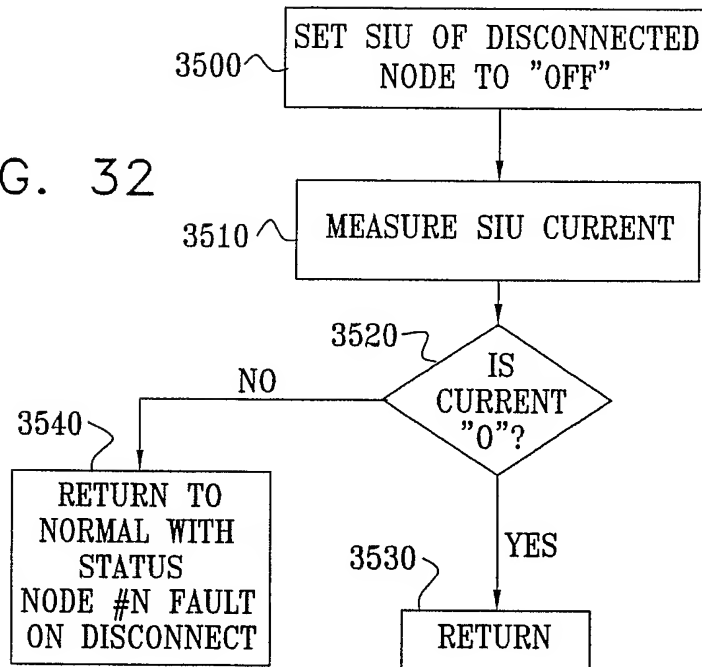 3500
SET SIU OF DISCONNECTED
NODE TO "OFF"
G. 32
3510
MEASURE SIU CURRENT
3520
IS
CURRENT
"0"?
NO
YES
3540
RETURN TO
NORMAL WITH
STATUS
NODE #N FAULT
ON DISCONNECT
3530
RETURN